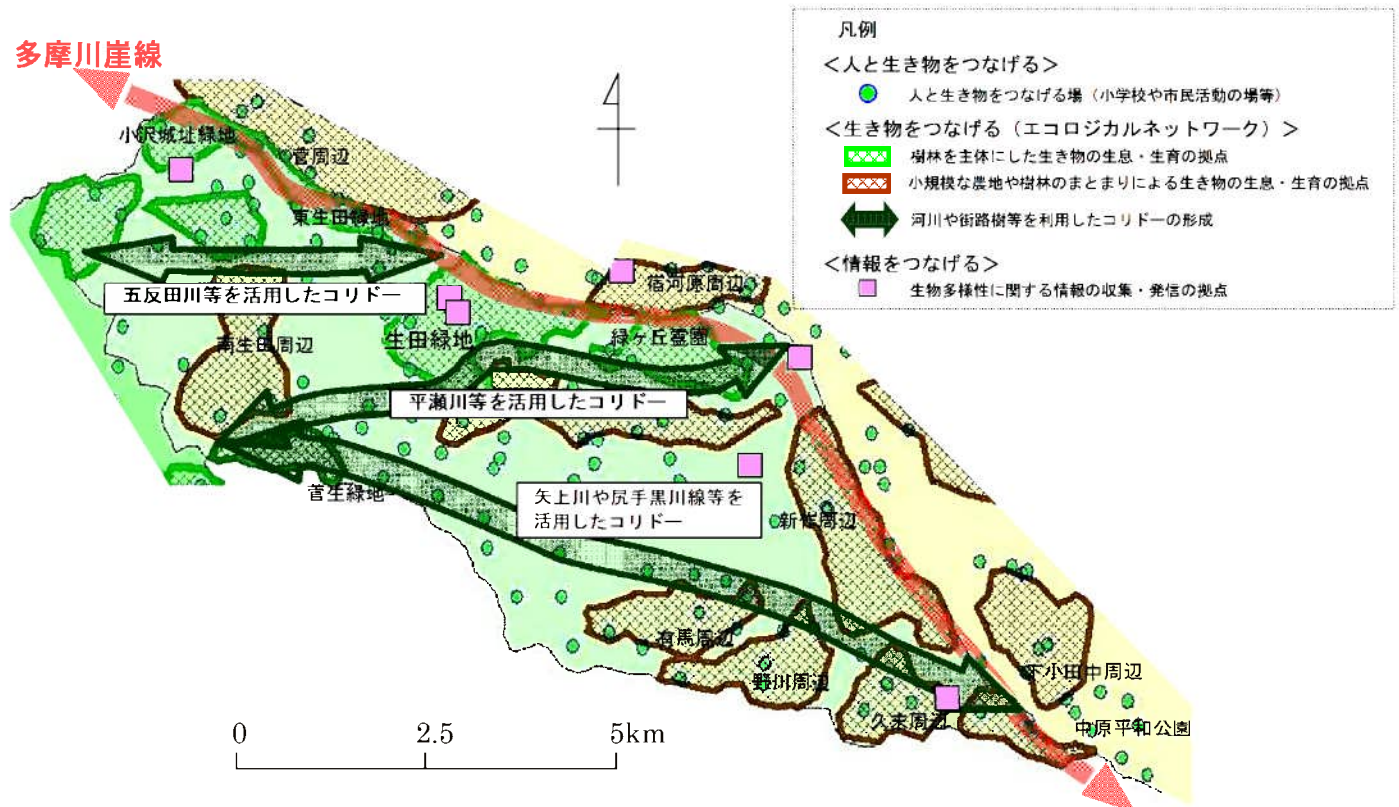 多摩川崖線
凡例
＜人と生き物をつなげる＞
人と生き物をつなげる場（小学校や市民活動の場等）
＜生き物をつなげる（エコロジカルネットワーク）＞
樹林を主体にした生き物の生息・生育の拠点
小規模な農地や樹林のまとまりによる生き物の生息・生育の拠点
河川や街路樹等を利用したコリドーの形成
＜情報をつなげる＞
生物多様性に関する情報の収集・発信の拠点
小沢城址緑地
菅周辺
東生田緑地
五反田川等を活用したコリドー
宿河原周辺
南生田周辺
生田緑地
緑ヶ丘霊園
平瀬川等を活用したコリドー
菅生緑地
矢上川や尻手黒川線等を
活用したコリドー
新作周辺
有馬周辺
野川周辺
下小田中周辺
久末周辺
中原平和公園
0 2.5 5km